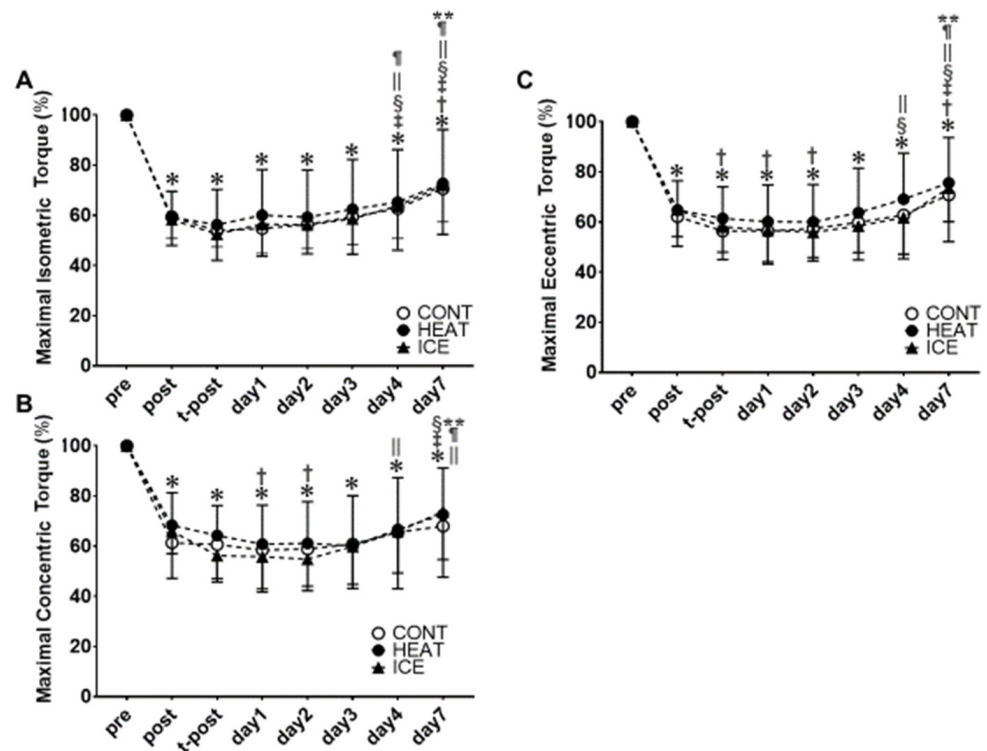 A
Maximal Isometric Torque (%)
100
80
60
40
20
0
* * * * * *‡§||¶ *†‡§||¶**
CONT
HEAT
ICE
pre post t-post day1 day2 day3 day4 day7
B
Maximal Concentric Torque (%)
100
80
60
40
20
0
* * *† *† * *|| *‡§ ||¶**
CONT
HEAT
ICE
pre post t-post day1 day2 day3 day4 day7
C
Maximal Eccentric Torque (%)
100
80
60
40
20
0
* *† *† *† * *§|| *†‡§||¶**
CONT
HEAT
ICE
pre post t-post day1 day2 day3 day4 day7